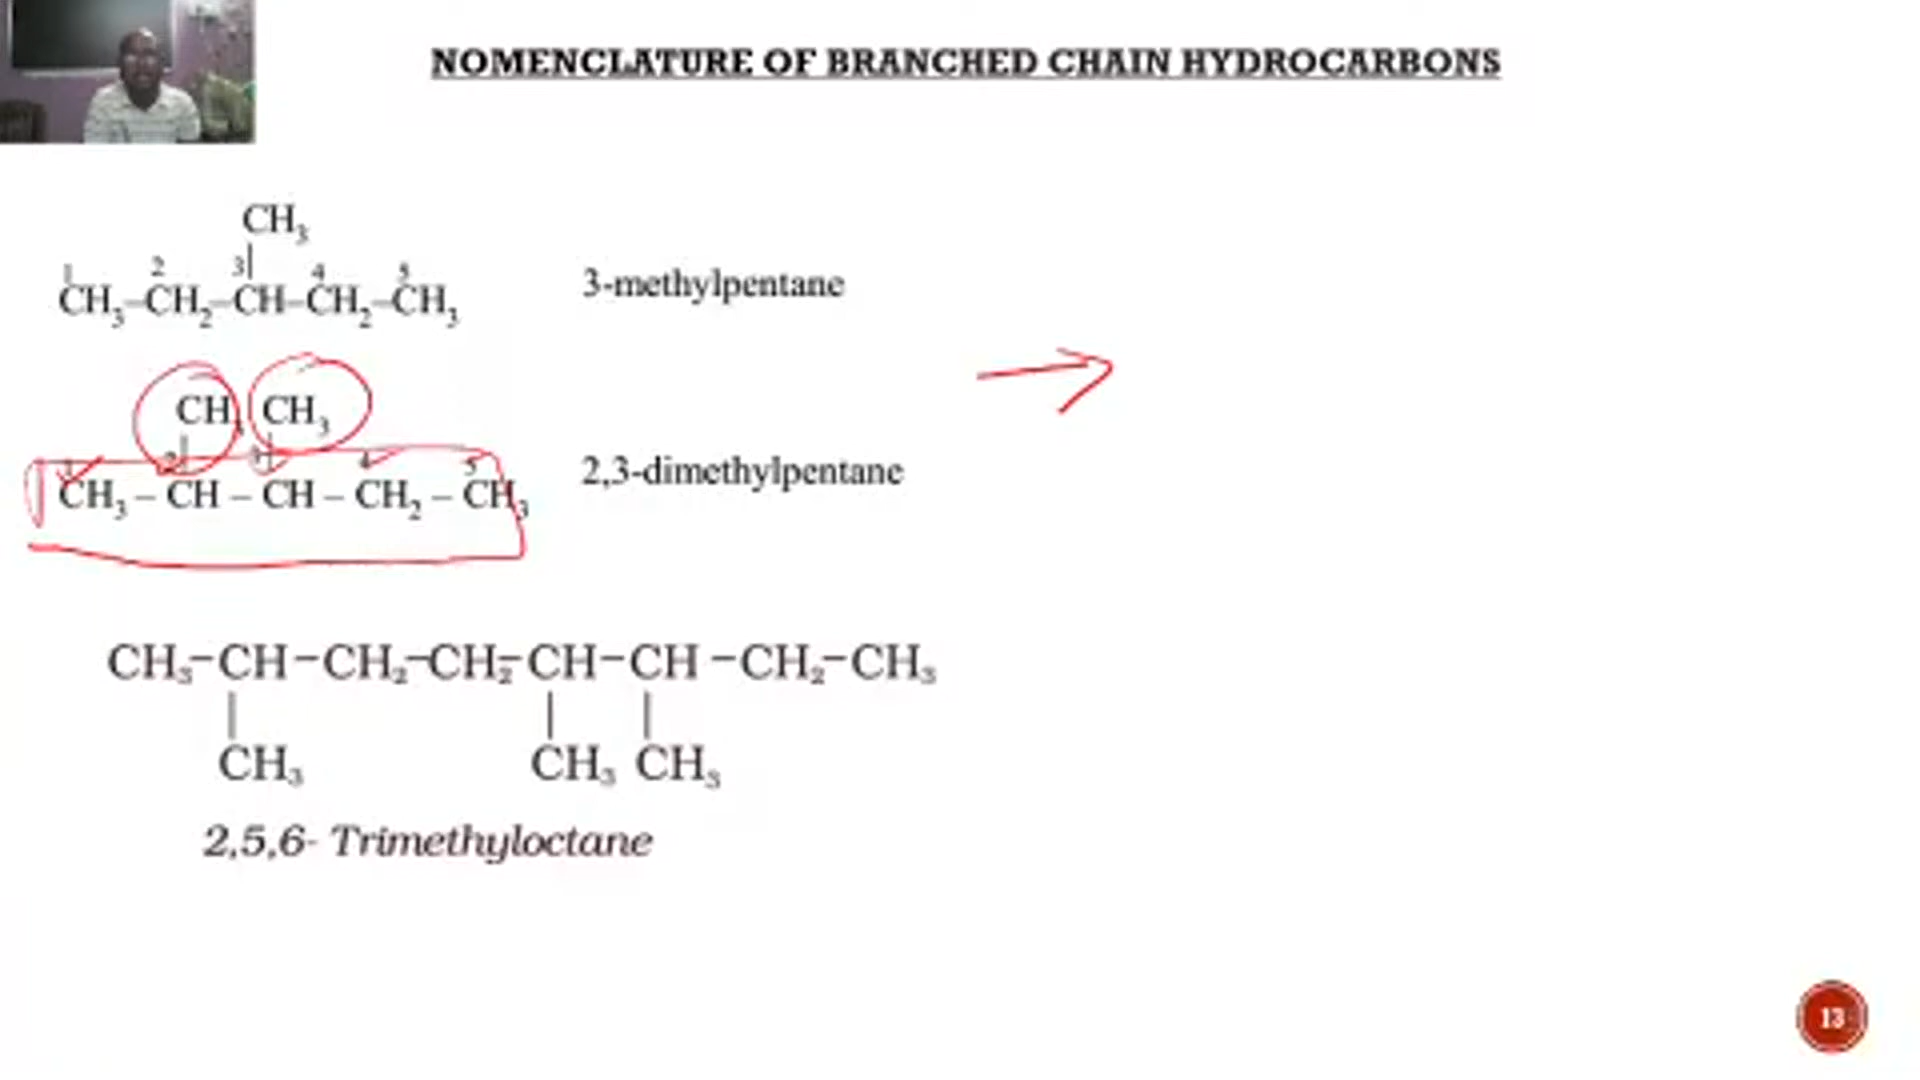 NOMENCLATURE OF BRANCHED CHAIN HYDROCARBONS
CH₃
1 2 3 4 5
CH₃–CH₂–CH–CH₂–CH₃
3-methylpentane
CH₃ CH₃
1 2 3 4 5
CH₃ – CH – CH – CH₂ – CH₃
2,3-dimethylpentane
CH₃–CH–CH₂–CH₂–CH–CH–CH₂–CH₃
CH₃ CH₃ CH₃
2,5,6- Trimethyloctane
13